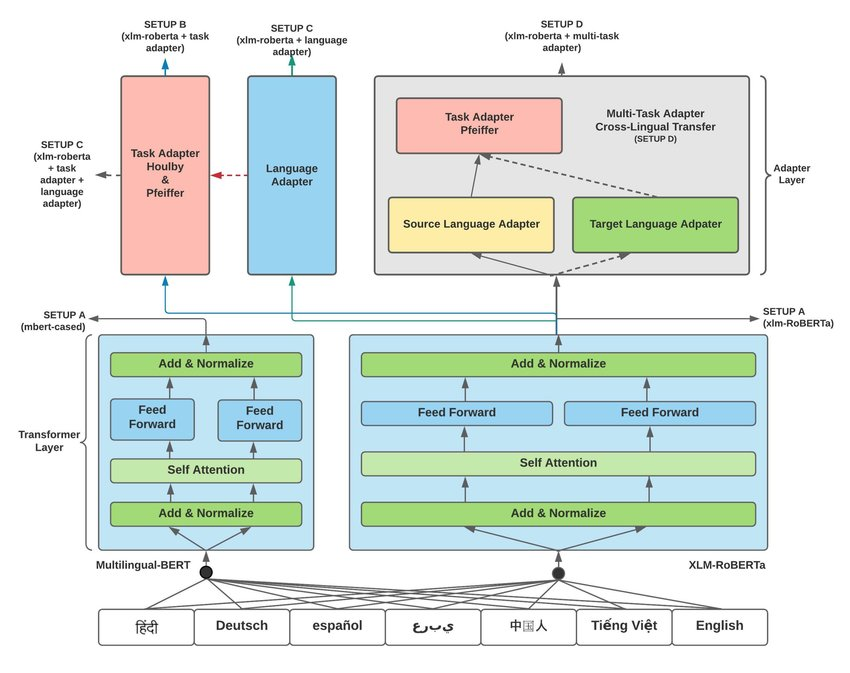 SETUP B
(xlm-roberta + task
adapter)
SETUP C
(xlm-roberta + language
adapter)
SETUP D
(xlm-roberta + multi-task
adapter)
SETUP C
(xlm-roberta
+ task
adapter +
language
adapter)
Task Adapter
Houlby
&
Pfeiffer
Language
Adapter
Task Adapter
Pfeiffer
Multi-Task Adapter
Cross-Lingual Transfer
(SETUP D)
Source Language Adapter
Target Language Adpater
Adapter
Layer
SETUP A
(mbert-cased)
SETUP A
(xlm-RoBERTa)
Transformer
Layer
Add & Normalize
Feed
Forward
Feed
Forward
Self Attention
Add & Normalize
Multilingual-BERT
Add & Normalize
Feed Forward
Feed Forward
Self Attention
Add & Normalize
XLM-RoBERTa
हिंदी
Deutsch
español
يبرع
中国人
Tiếng Việt
English